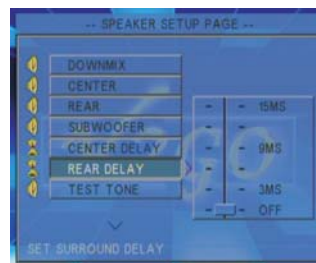 -- SPEAKER SETUP PAGE --
DOWNMIX
CENTER
REAR
SUBWOOFER
CENTER DELAY
REAR DELAY
TEST TONE
15MS
9MS
3MS
OFF
SET SURROUND DELAY